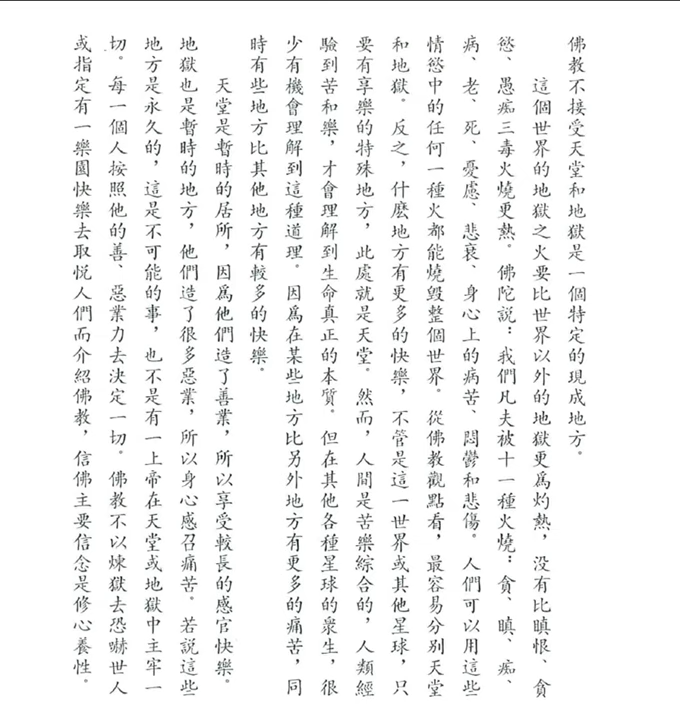 佛教不接受天堂和地獄是一個特定的現成地方。
這個世界的地獄之火要比世界以外的地獄更爲灼熱，没有比瞋恨、貪
慾、愚痴三毒火燒更熱。佛陀説：我們凡夫被十一種火燒：貪、瞋、痴、
病、老、死、憂慮、悲哀、身心上的病苦、悶鬱和悲傷。人們可以用這些
情慾中的任何一種火都能燒毁整個世界。從佛教觀點看，最容易分别天堂
和地獄。反之，什麽地方有更多的快樂，不管是這一世界或其他星球，只
要有享樂的特殊地方，此處就是天堂。然而，人間是苦樂綜合的，人類經
驗到苦和樂，才會理解到生命真正的本質。但在其他各種星球的衆生，很
少有機會理解到這種道理。因爲在某些地方比另外地方有更多的痛苦，同
時有些地方比其他地方有較多的快樂。
天堂是暫時的居所，因爲他們造了善業，所以享受較長的感官快樂。
地獄也是暫時的地方，他們造了很多惡業，所以身心感召痛苦。若説這些
地方是永久的，這是不可能的事，也不是有一上帝在天堂或地獄中主牢一
切。每一個人按照他的善、惡業力去決定一切。佛教不以煉獄去恐嚇世人
或指定有一樂園快樂去取悦人們而介紹佛教，信佛主要信念是修心養性。